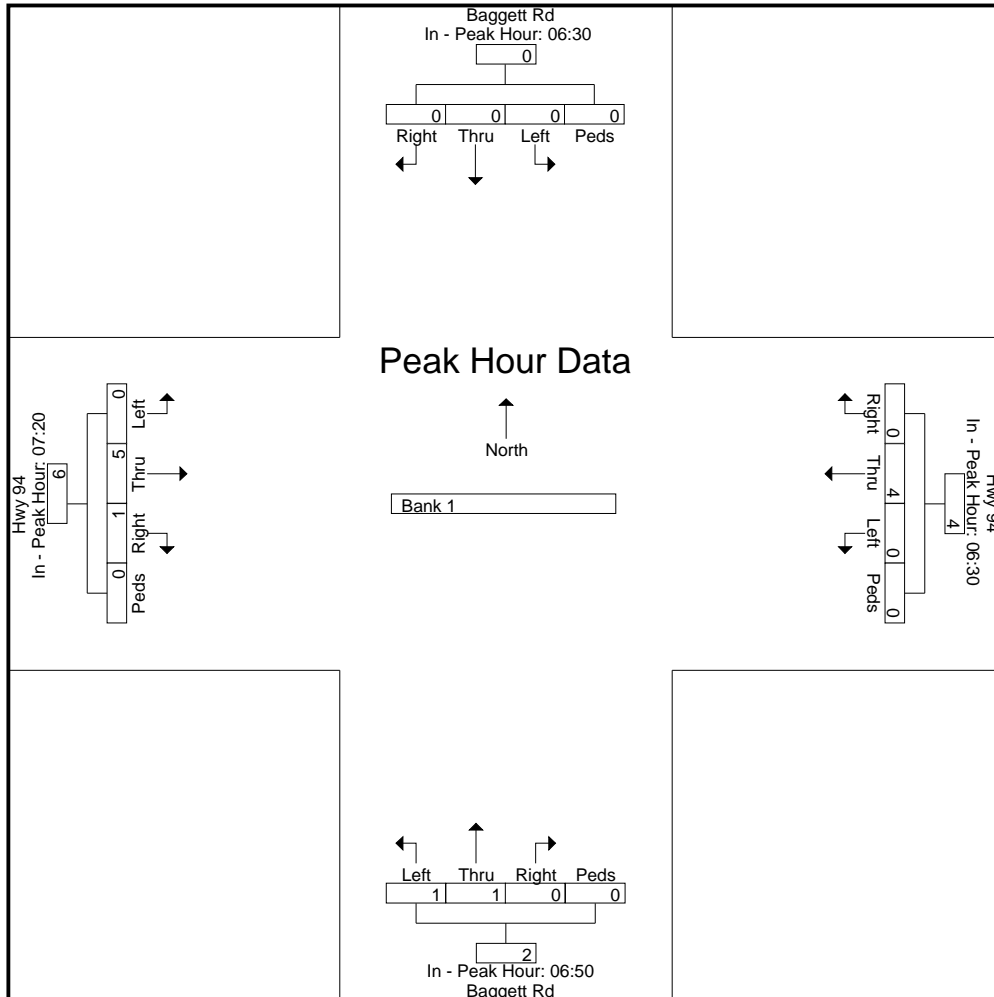 Baggett Rd
In - Peak Hour: 06:30
0
0 0 0 0
Right Thru Left Peds
Peak Hour Data
North
Bank 1
Hwy 94
In - Peak Hour: 07:20
6
0 5 1 0
Left Thru Right Peds
Hwy 94
In - Peak Hour: 06:30
4
0 4 0 0
Right Thru Left Peds
Left Thru Right Peds
1 1 0 0
2
In - Peak Hour: 06:50
Baggett Rd